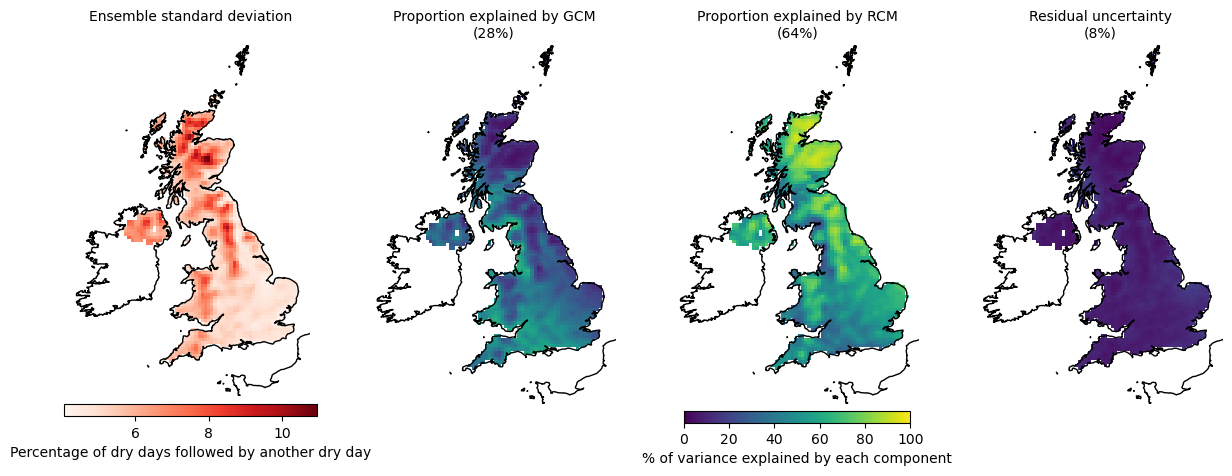 Ensemble standard deviation
Proportion explained by GCM
(28%)
Proportion explained by RCM
(64%)
Residual uncertainty
(8%)
6 8 10
Percentage of dry days followed by another dry day
0 20 40 60 80 100
% of variance explained by each component